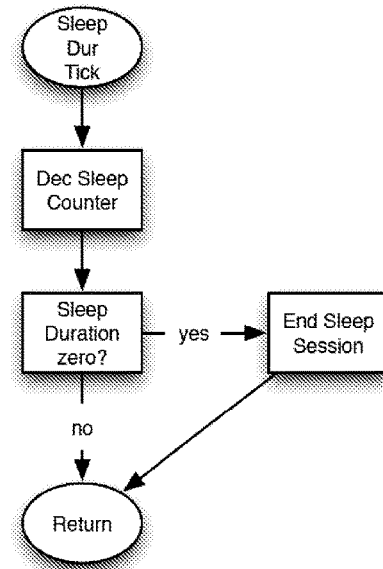 Sleep
Dur
Tick
Dec Sleep
Counter
Sleep
Duration
zero?
yes
End Sleep
Session
no
Return